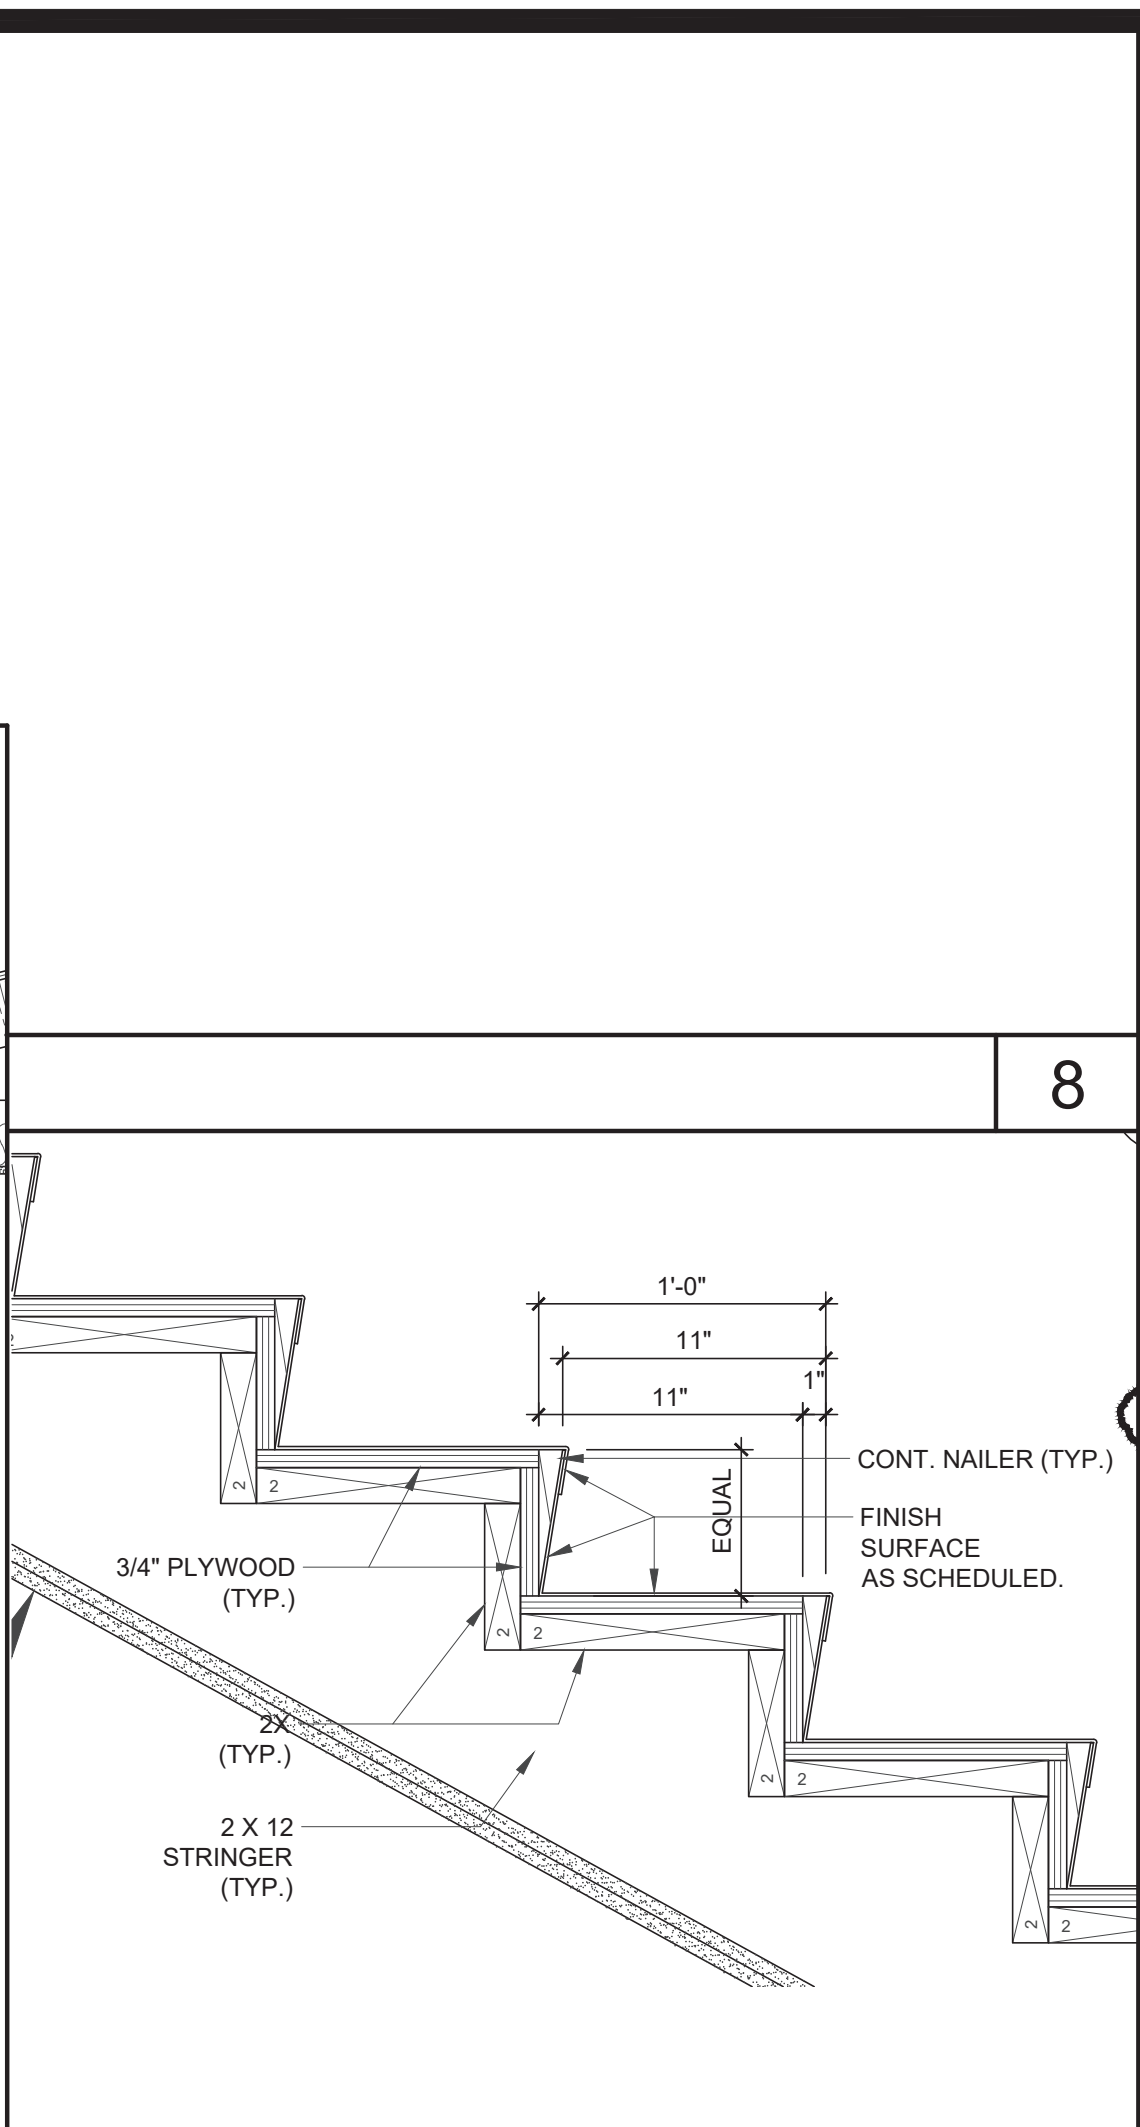 8
1'-0"
11"
1"
11"
CONT. NAILER (TYP.)
EQUAL
FINISH
SURFACE
AS SCHEDULED.
3/4" PLYWOOD
(TYP.)
2X
(TYP.)
2 X 12
STRINGER
(TYP.)
2
2
2
2
2
2
2
2